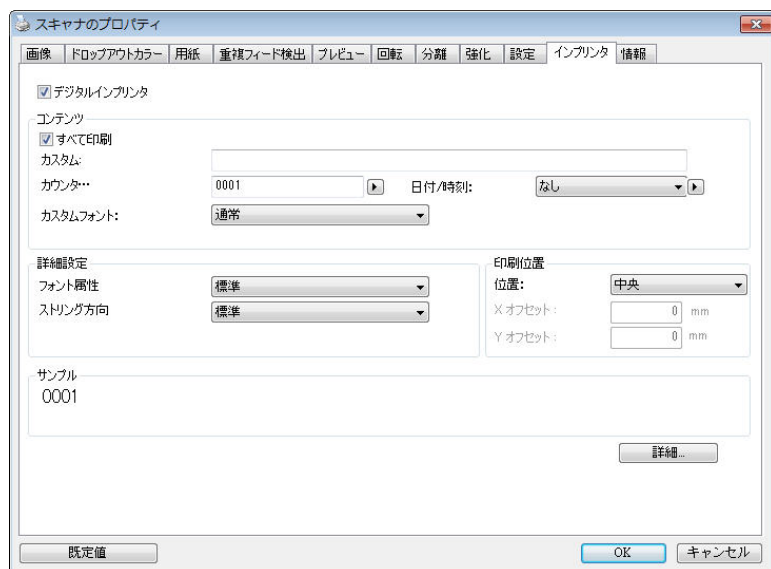 スキャナのプロパティ
画像 ドロップアウトカラー 用紙 重複フィード検出 プレビュー 回転 分離 強化 設定 インプリンタ 情報
デジタルインプリンタ
コンテンツ
すべて印刷
カスタム:
カウンタ… 0001 日付/時刻: なし
カスタムフォント: 通常
詳細設定 印刷位置
フォント属性 標準 位置: 中央
ストリング方向 標準 X オフセット: 0 mm
Y オフセット: 0 mm
サンプル
0001
詳細...
既定値 OK キャンセル